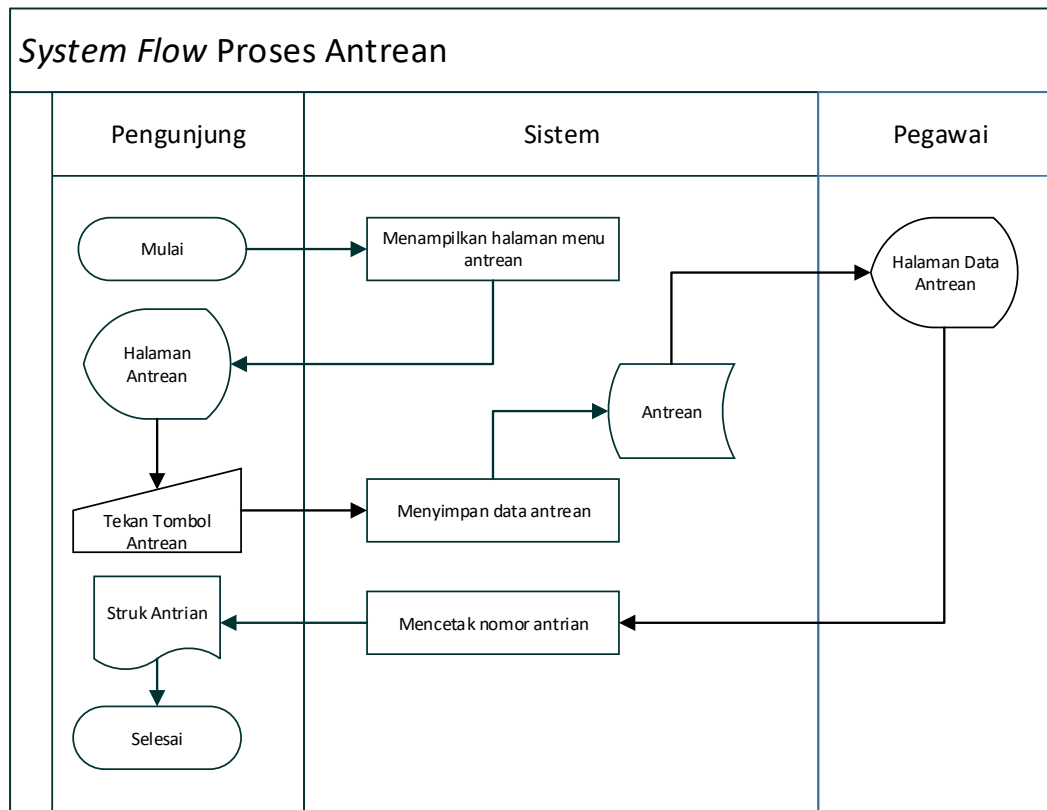 System Flow Proses Antrean
Pengunjung
Sistem
Pegawai
Mulai
Menampilkan halaman menu
antrean
Halaman Data
Antrean
Halaman
Antrean
Antrean
Tekan Tombol
Antrean
Menyimpan data antrean
Struk Antrian
Mencetak nomor antrian
Selesai